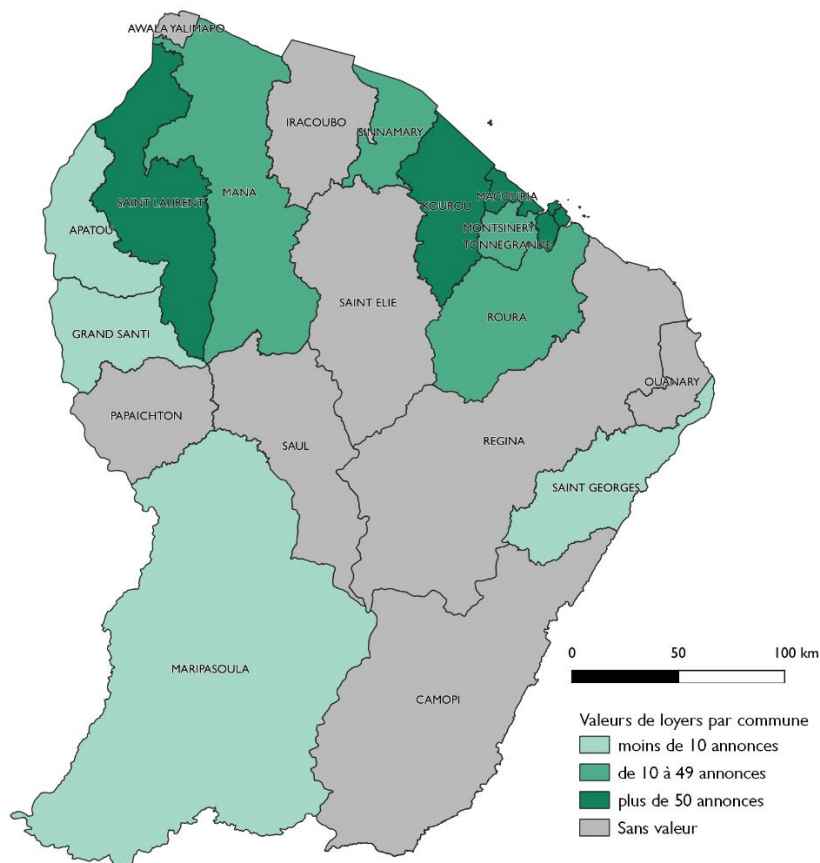 AWALA YALIMAPO
IRACOUBO
SINNAMARY
SAINT LAURENT
MANA
KOUROU
MACOURIA
APATOU
MONTSINERY
TONNEGRANDE
SAINT ELIE
ROURA
GRAND SANTI
OUANARY
PAPAICHTON
SAUL
REGINA
SAINT GEORGES
MARIPASOULA
CAMOPI
0 50 100 km
Valeurs de loyers par commune
moins de 10 annonces
de 10 à 49 annonces
plus de 50 annonces
Sans valeur